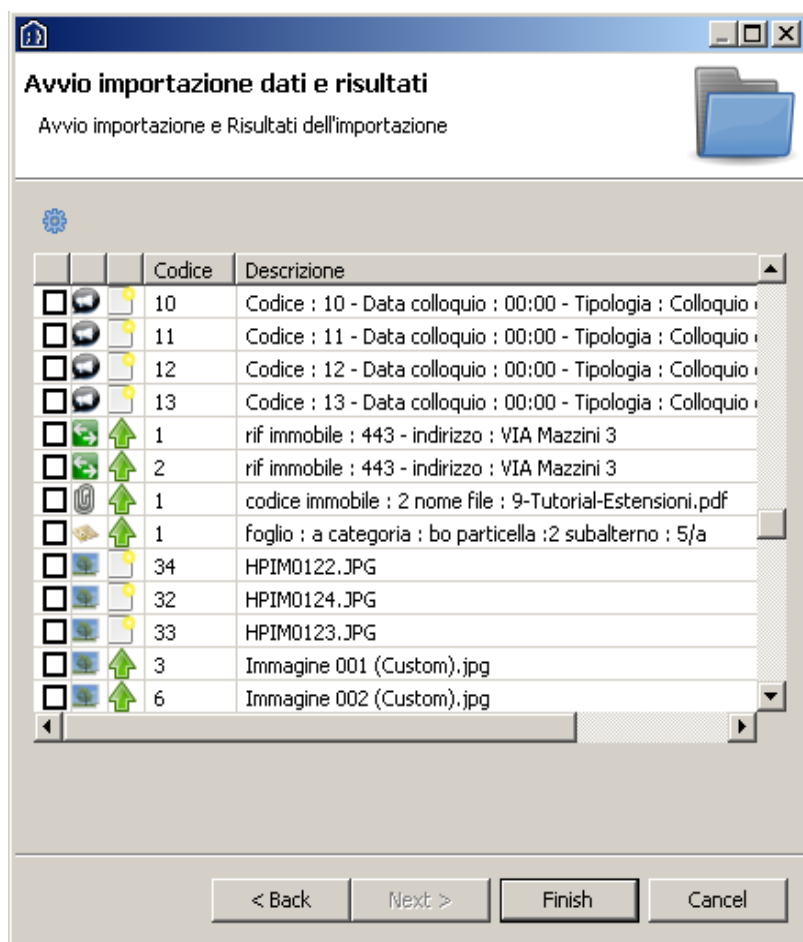 Avvio importazione dati e risultati
Avvio importazione e Risultati dell'importazione
Codice Descrizione
10 Codice : 10 - Data colloquio : 00:00 - Tipologia : Colloquio
11 Codice : 11 - Data colloquio : 00:00 - Tipologia : Colloquio
12 Codice : 12 - Data colloquio : 00:00 - Tipologia : Colloquio
13 Codice : 13 - Data colloquio : 00:00 - Tipologia : Colloquio
1 rif immobile : 443 - indirizzo : VIA Mazzini 3
2 rif immobile : 443 - indirizzo : VIA Mazzini 3
1 codice immobile : 2 nome file : 9-Tutorial-Estensioni.pdf
1 foglio : a categoria : bo particella :2 subalterno : 5/a
34 HPIM0122.JPG
32 HPIM0124.JPG
33 HPIM0123.JPG
3 Immagine 001 (Custom).jpg
6 Immagine 002 (Custom).jpg
< Back Next > Finish Cancel